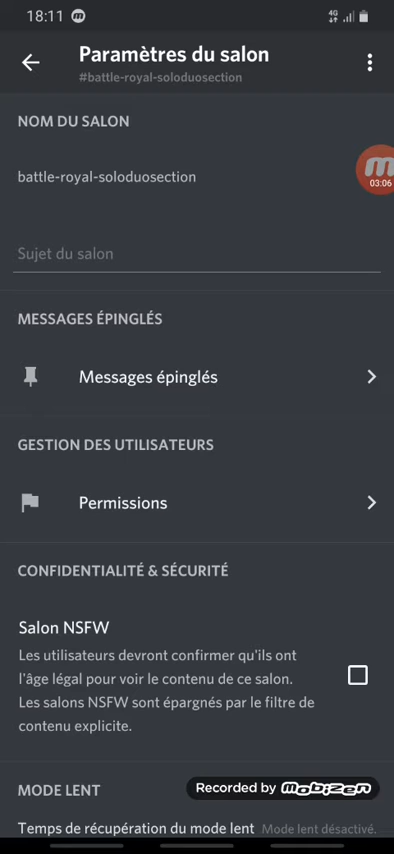 18:11 4G
Paramètres du salon
#battle-royal-soloduosection
NOM DU SALON
battle-royal-soloduosection
03:06
Sujet du salon
MESSAGES ÉPINGLÉS
Messages épinglés
GESTION DES UTILISATEURS
Permissions
CONFIDENTIALITÉ & SÉCURITÉ
Salon NSFW
Les utilisateurs devront confirmer qu'ils ont
l'âge légal pour voir le contenu de ce salon.
Les salons NSFW sont épargnés par le filtre de
contenu explicite.
MODE LENT
Recorded by mobizen
Temps de récupération du mode lent Mode lent désactivé.